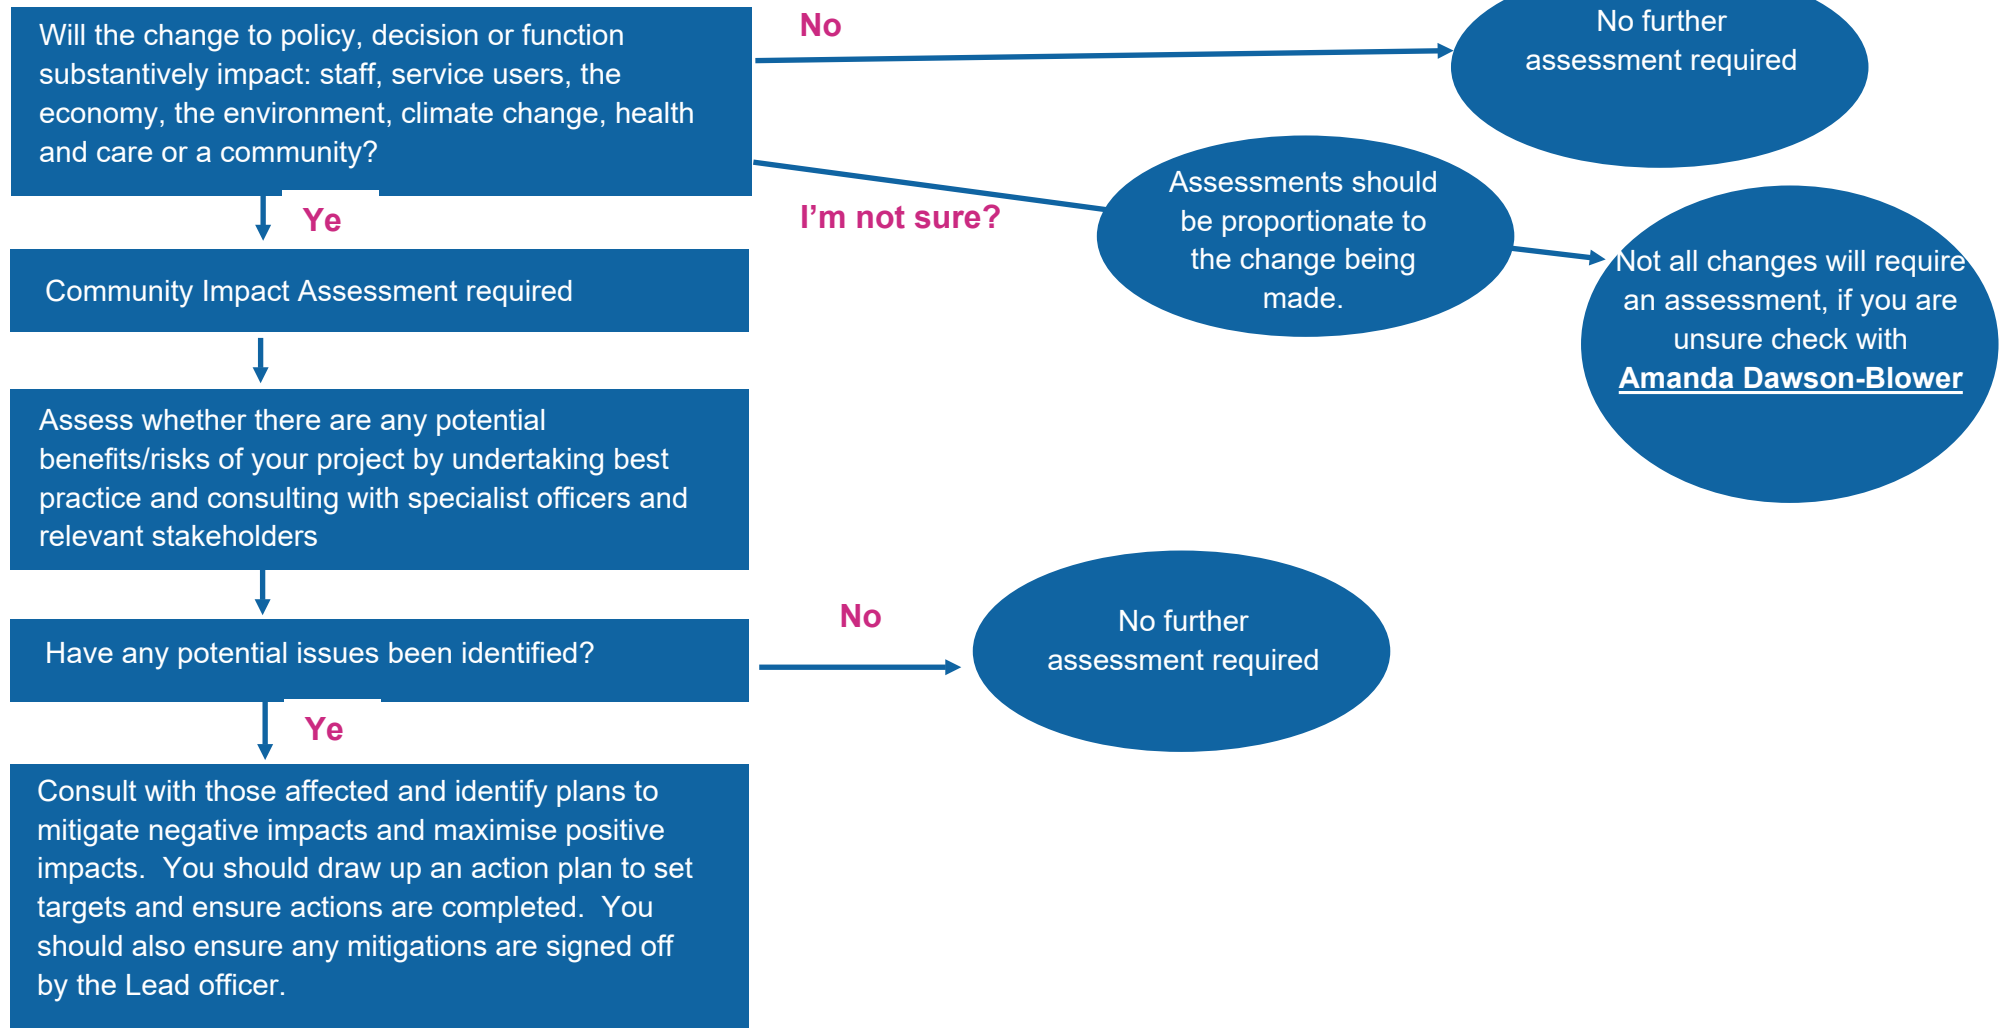 Will the change to policy, decision or function
substantively impact: staff, service users, the
economy, the environment, climate change, health
and care or a community?
No
No further
assessment required
I’m not sure?
Assessments should
be proportionate to
the change being
made.
Not all changes will require
an assessment, if you are
unsure check with
Amanda Dawson-Blower
Ye
Community Impact Assessment required
Assess whether there are any potential
benefits/risks of your project by undertaking best
practice and consulting with specialist officers and
relevant stakeholders
Have any potential issues been identified?
No
No further
assessment required
Ye
Consult with those affected and identify plans to
mitigate negative impacts and maximise positive
impacts.  You should draw up an action plan to set
targets and ensure actions are completed.  You
should also ensure any mitigations are signed off
by the Lead officer.